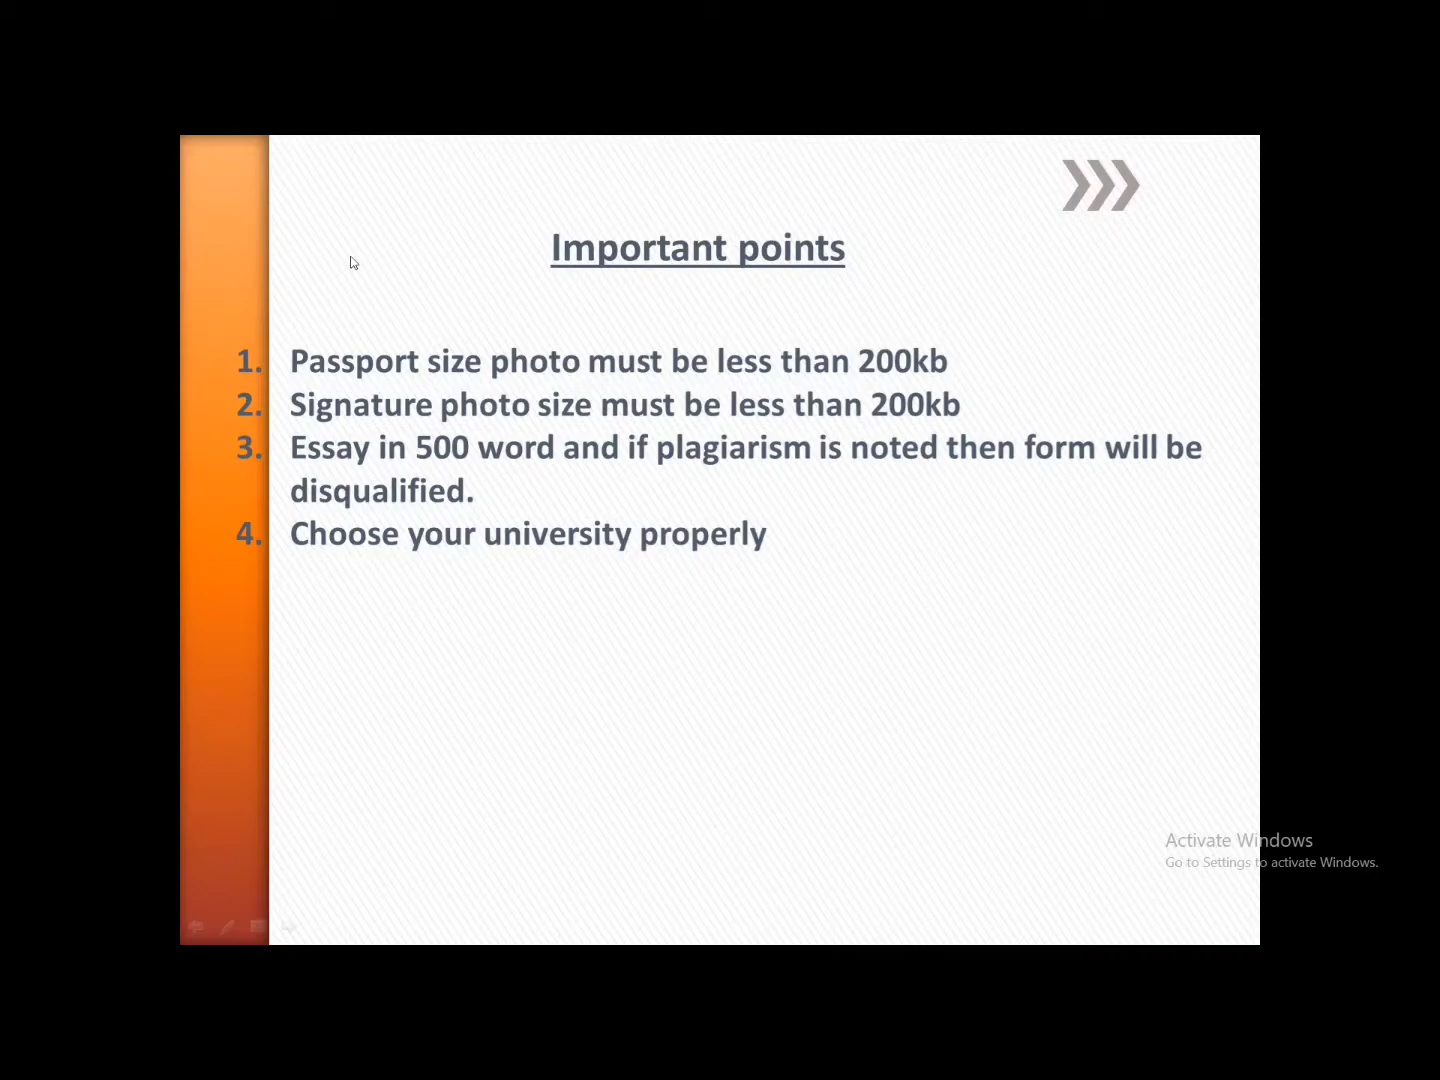 Important points
1. Passport size photo must be less than 200kb
2. Signature photo size must be less than 200kb
3. Essay in 500 word and if plagiarism is noted then form will be
disqualified.
4. Choose your university properly
Activate Windows
Go to Settings to activate Windows.